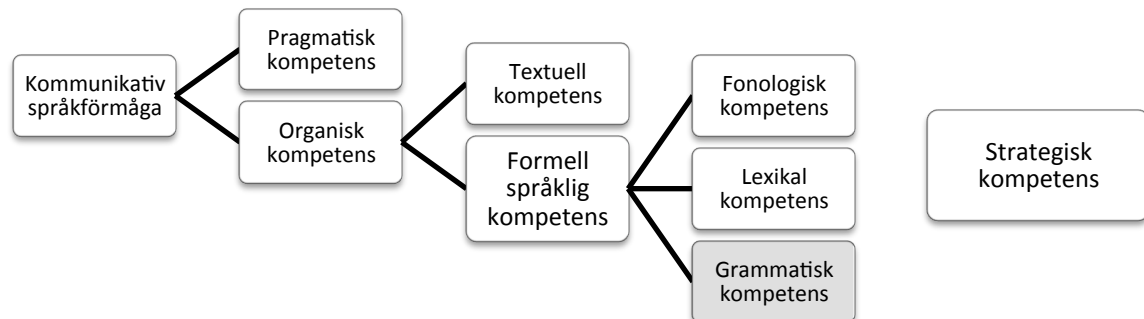 Kommunikativ
språkförmåga
Pragmatisk
kompetens
Organisk
kompetens
Textuell
kompetens
Formell
språklig
kompetens
Fonologisk
kompetens
Lexikal
kompetens
Grammatisk
kompetens
Strategisk
kompetens